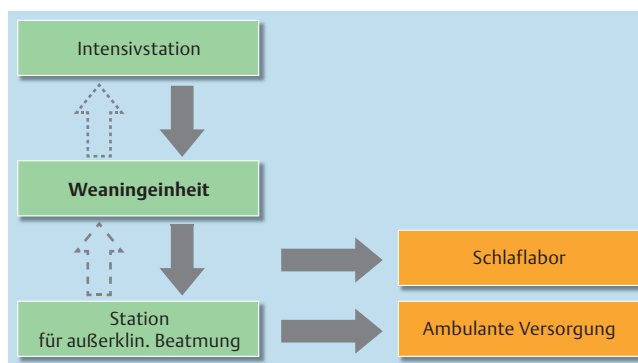 Intensivstation
Weaningeinheit
Schlaflabor
Station
für außerklin. Beatmung
Ambulante Versorgung